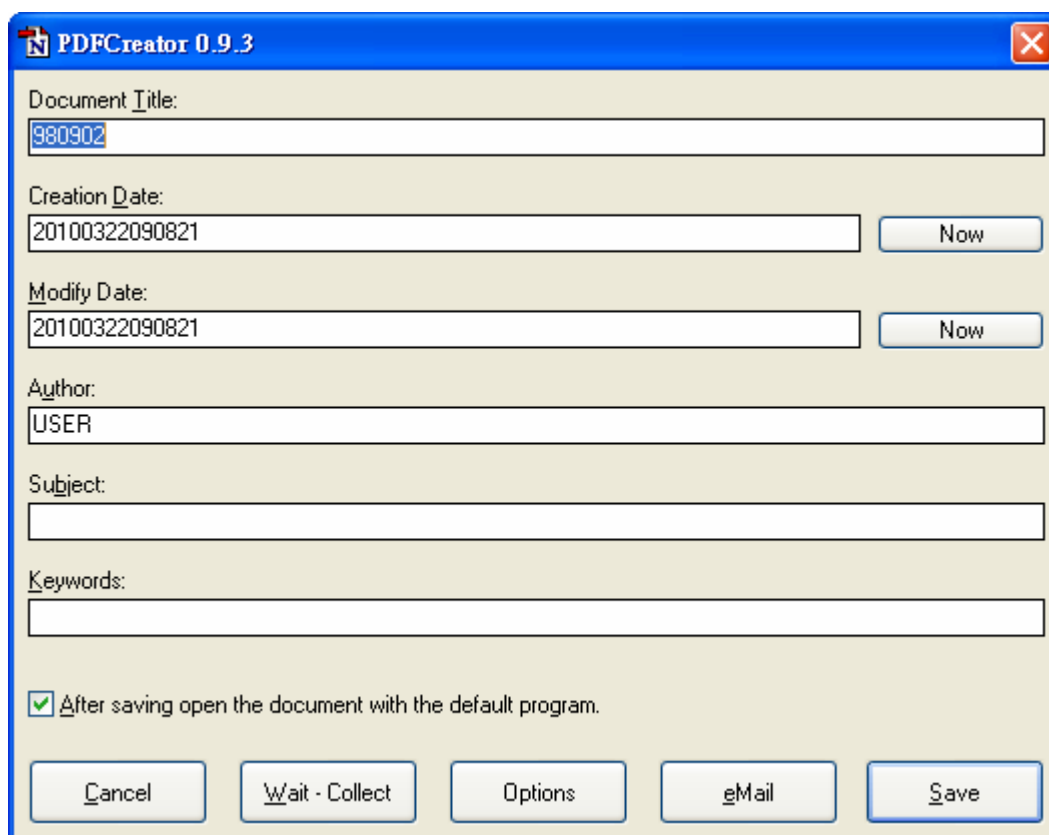 PDFCreator 0.9.3
Document Title:
980902
Creation Date:
20100322090821
Now
Modify Date:
20100322090821
Now
Author:
USER
Subject:
Keywords:
After saving open the document with the default program.
Cancel
Wait - Collect
Options
eMail
Save